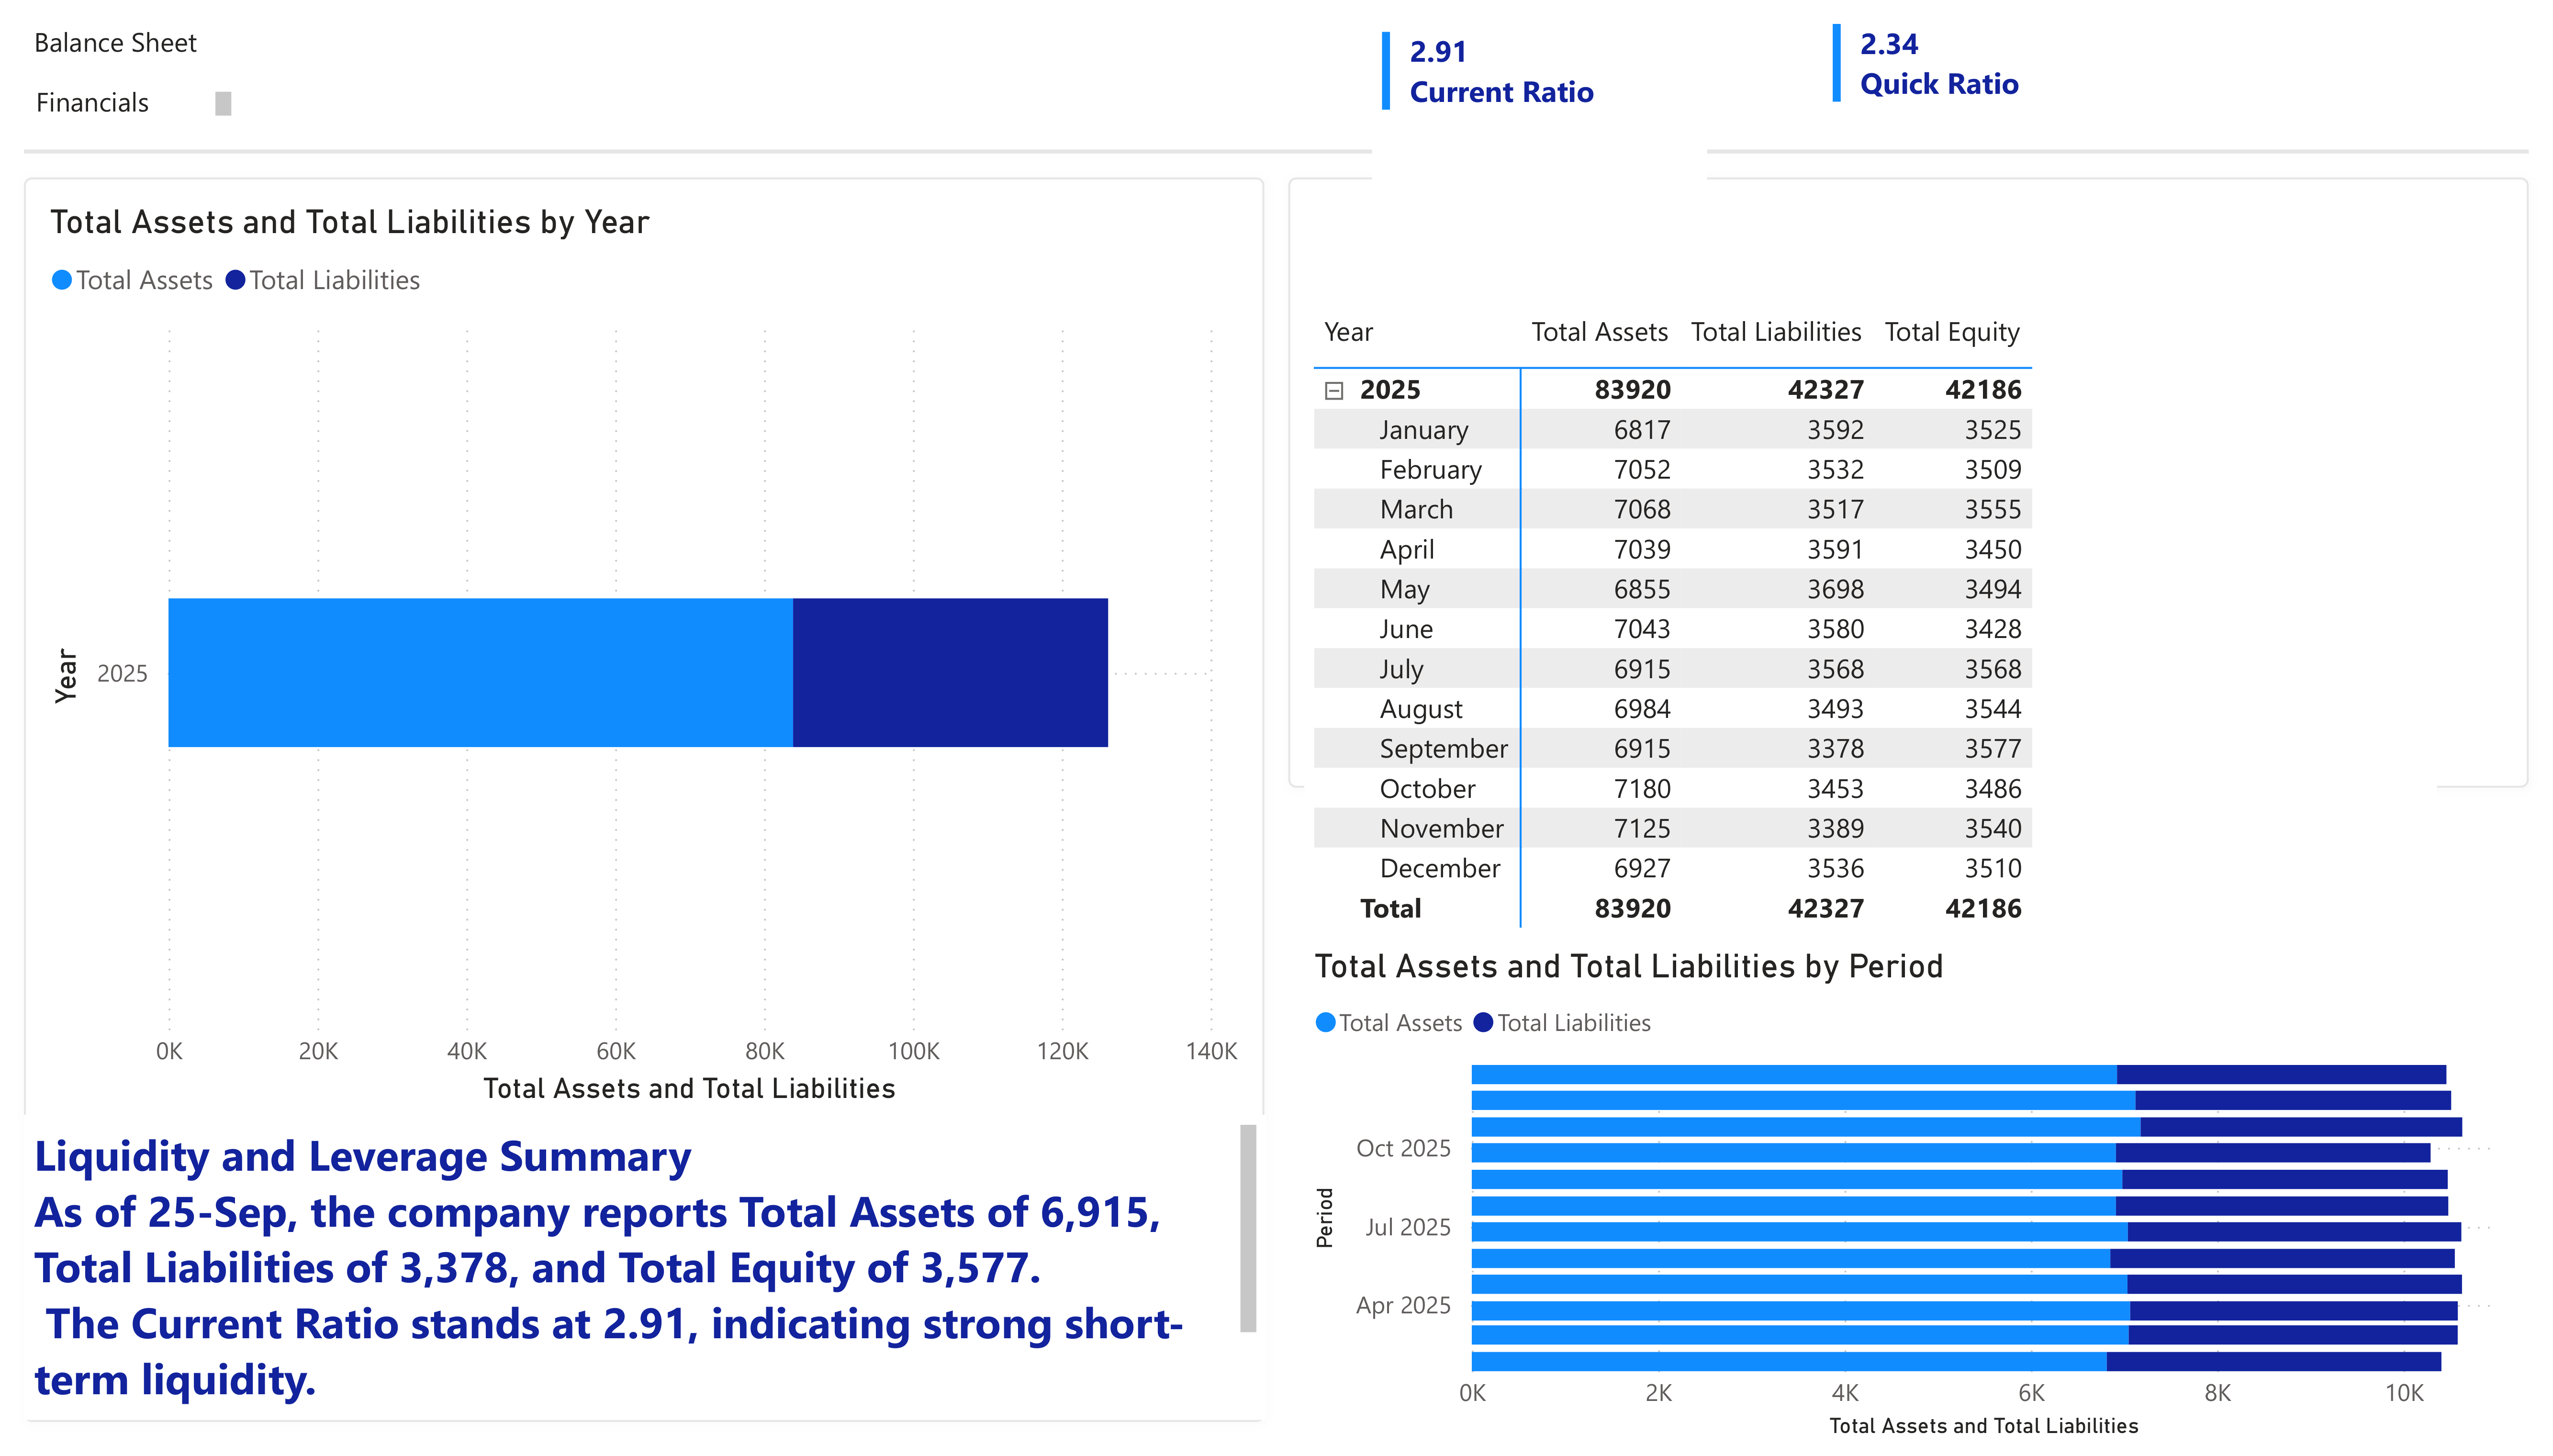 Balance Sheet
Financials
2.91
Current Ratio
2.34
Quick Ratio
Total Assets and Total Liabilities by Year
Total Assets Total Liabilities
Year
2025
0K 20K 40K 60K 80K 100K 120K 140K
Total Assets and Total Liabilities
Liquidity and Leverage Summary
As of 25-Sep, the company reports Total Assets of 6,915,
Total Liabilities of 3,378, and Total Equity of 3,577.
The Current Ratio stands at 2.91, indicating strong short-
term liquidity.
Year Total Assets Total Liabilities Total Equity
2025 83920 42327 42186
January 6817 3592 3525
February 7052 3532 3509
March 7068 3517 3555
April 7039 3591 3450
May 6855 3698 3494
June 7043 3580 3428
July 6915 3568 3568
August 6984 3493 3544
September 6915 3378 3577
October 7180 3453 3486
November 7125 3389 3540
December 6927 3536 3510
Total 83920 42327 42186
Total Assets and Total Liabilities by Period
Total Assets Total Liabilities
Period
Oct 2025
Jul 2025
Apr 2025
0K 2K 4K 6K 8K 10K
Total Assets and Total Liabilities